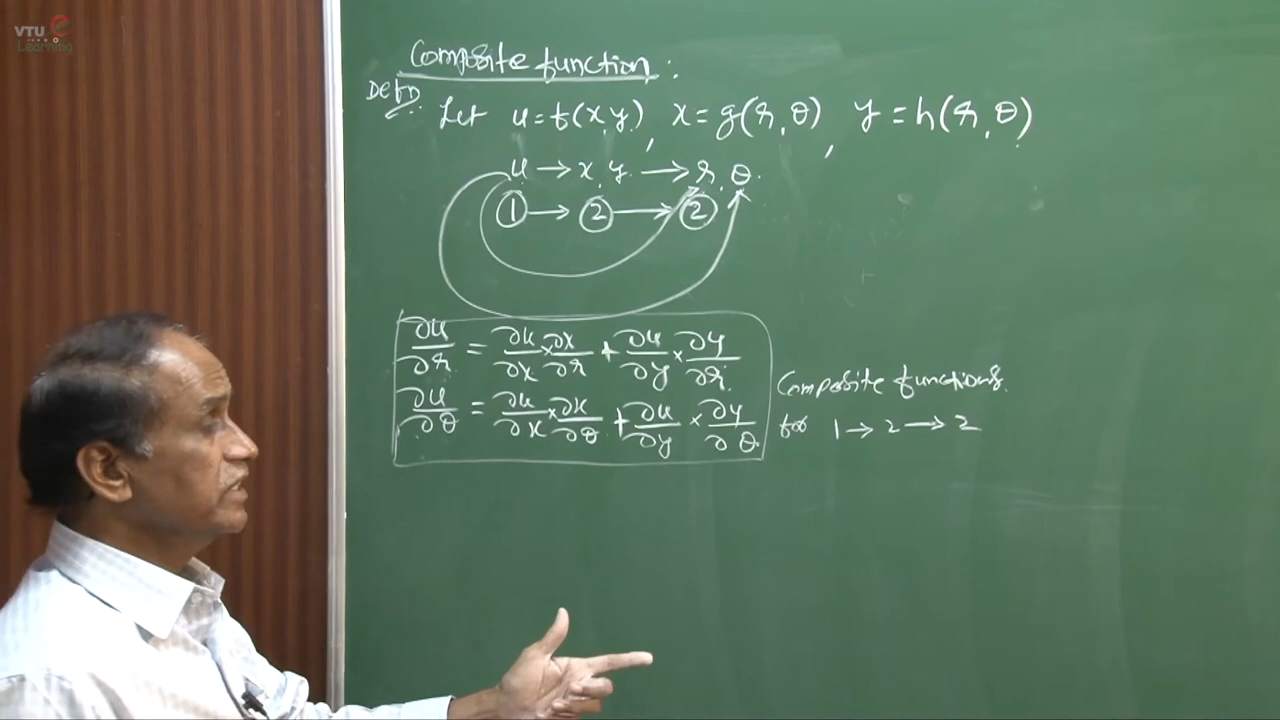 VTU e
Learning
Composite function :
Defn. Let u=f(x,y), x=g(r,θ), y=h(r,θ)
u → x,y → r,θ.
① → ② → ②
∂u/∂r = ∂u/∂x × ∂x/∂r + ∂u/∂y × ∂y/∂r
∂u/∂θ = ∂u/∂x × ∂x/∂θ + ∂u/∂y × ∂y/∂θ
Composite functions.
for 1 → 2 → 2